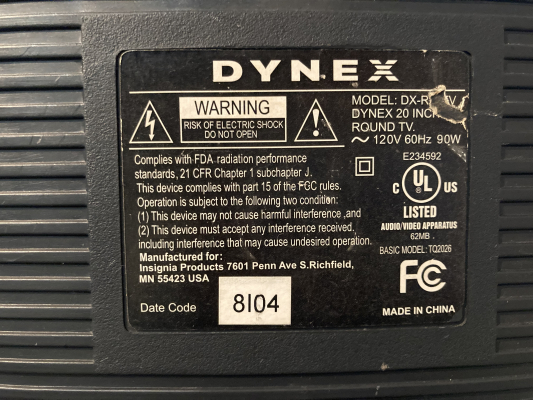 DYNEX
WARNING
RISK OF ELECTRIC SHOCK
DO NOT OPEN
MODEL:
DYNEX 20 INCH
ROUND TV.
~ 120V 60Hz 90W
E234592
C UL US
LISTED
AUDIO/VIDEO APPARATUS
62MB .
BASIC MODEL: TQ2026
FC
MADE IN CHINA
Complies with FDA radiation performance
standards, 21 CFR Chapter 1 subchapter J.
This device complies with part 15 of the FCC rules.
Operation is subject to the following two condition:
(1) This device may not cause harmful interference ,and
(2) This device must accept any interference received.
including interference that may cause undesired operation.
Manufactured for:
Insignia Products 7601 Penn Ave S.Richfield,
MN 55423 USA
Date Code 8I04